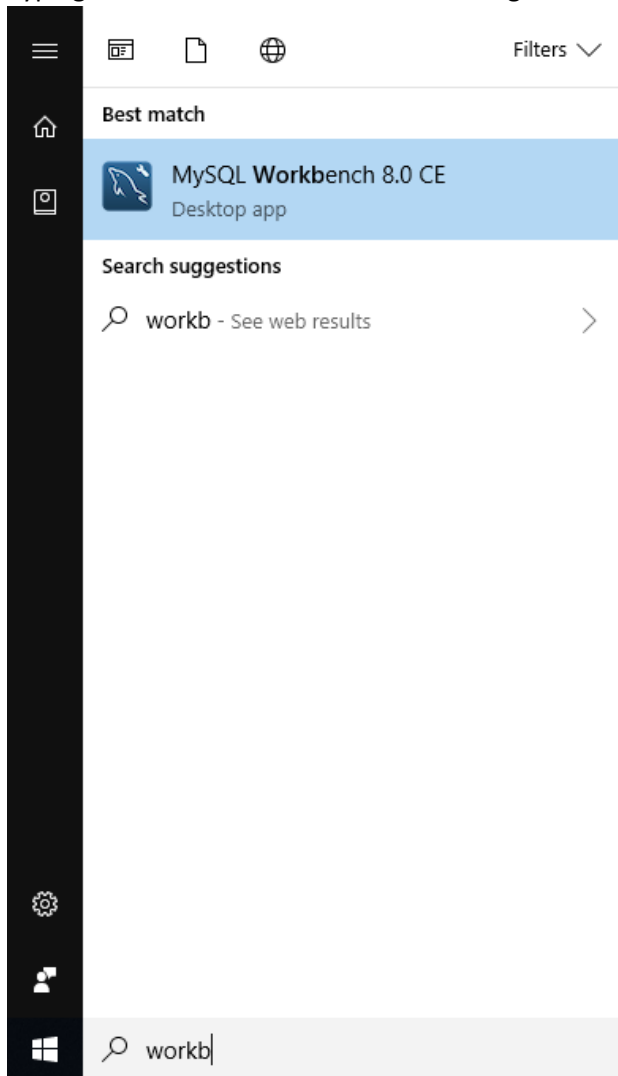 Filters
Best match
MySQL Workbench 8.0 CE
Desktop app
Search suggestions
workb - See web results
workb